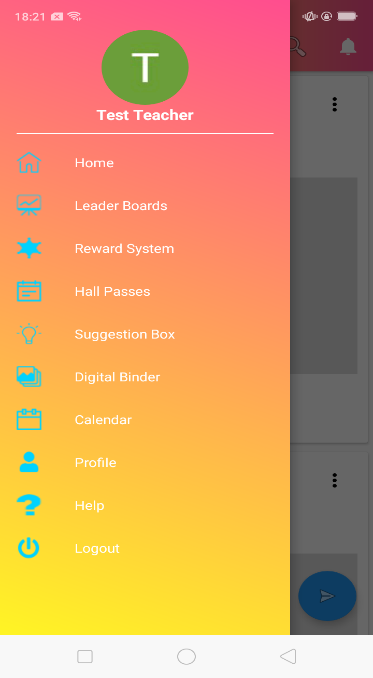 18:21
T
Test Teacher
Home
Leader Boards
Reward System
Hall Passes
Suggestion Box
Digital Binder
Calendar
Profile
Help
Logout